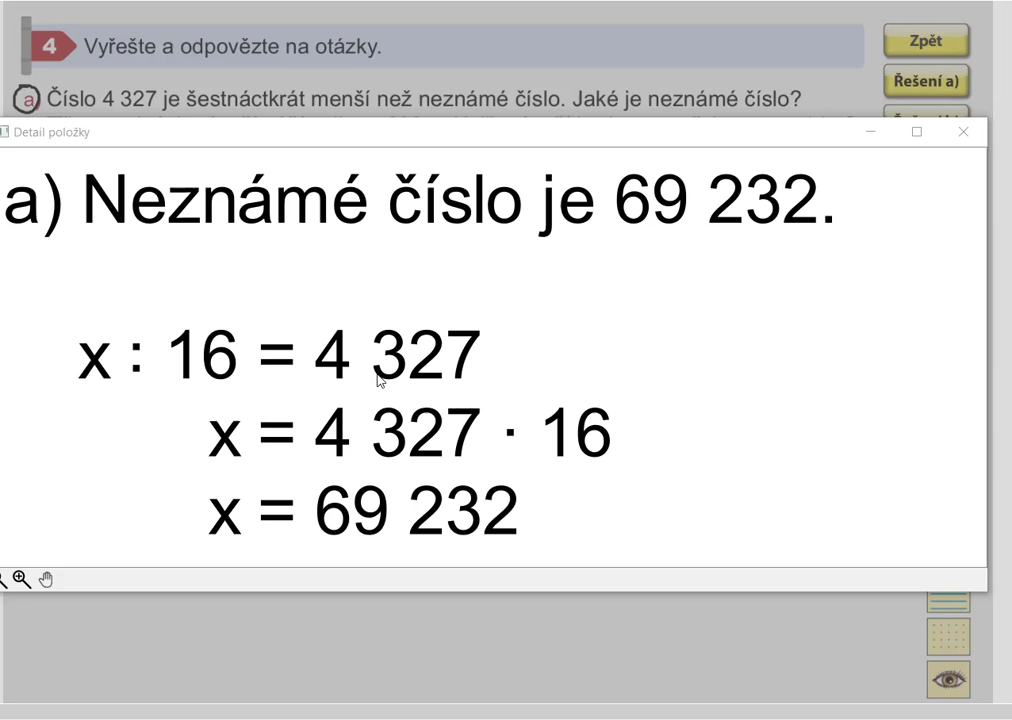 4 Vyřešte a odpovězte na otázky.
Zpět
Řešení a)
a) Číslo 4 327 je šestnáctkrát menší než neznámé číslo. Jaké je neznámé číslo?
Detail položky
a) Neznámé číslo je 69 232.
x : 16 = 4 327
x = 4 327 · 16
x = 69 232